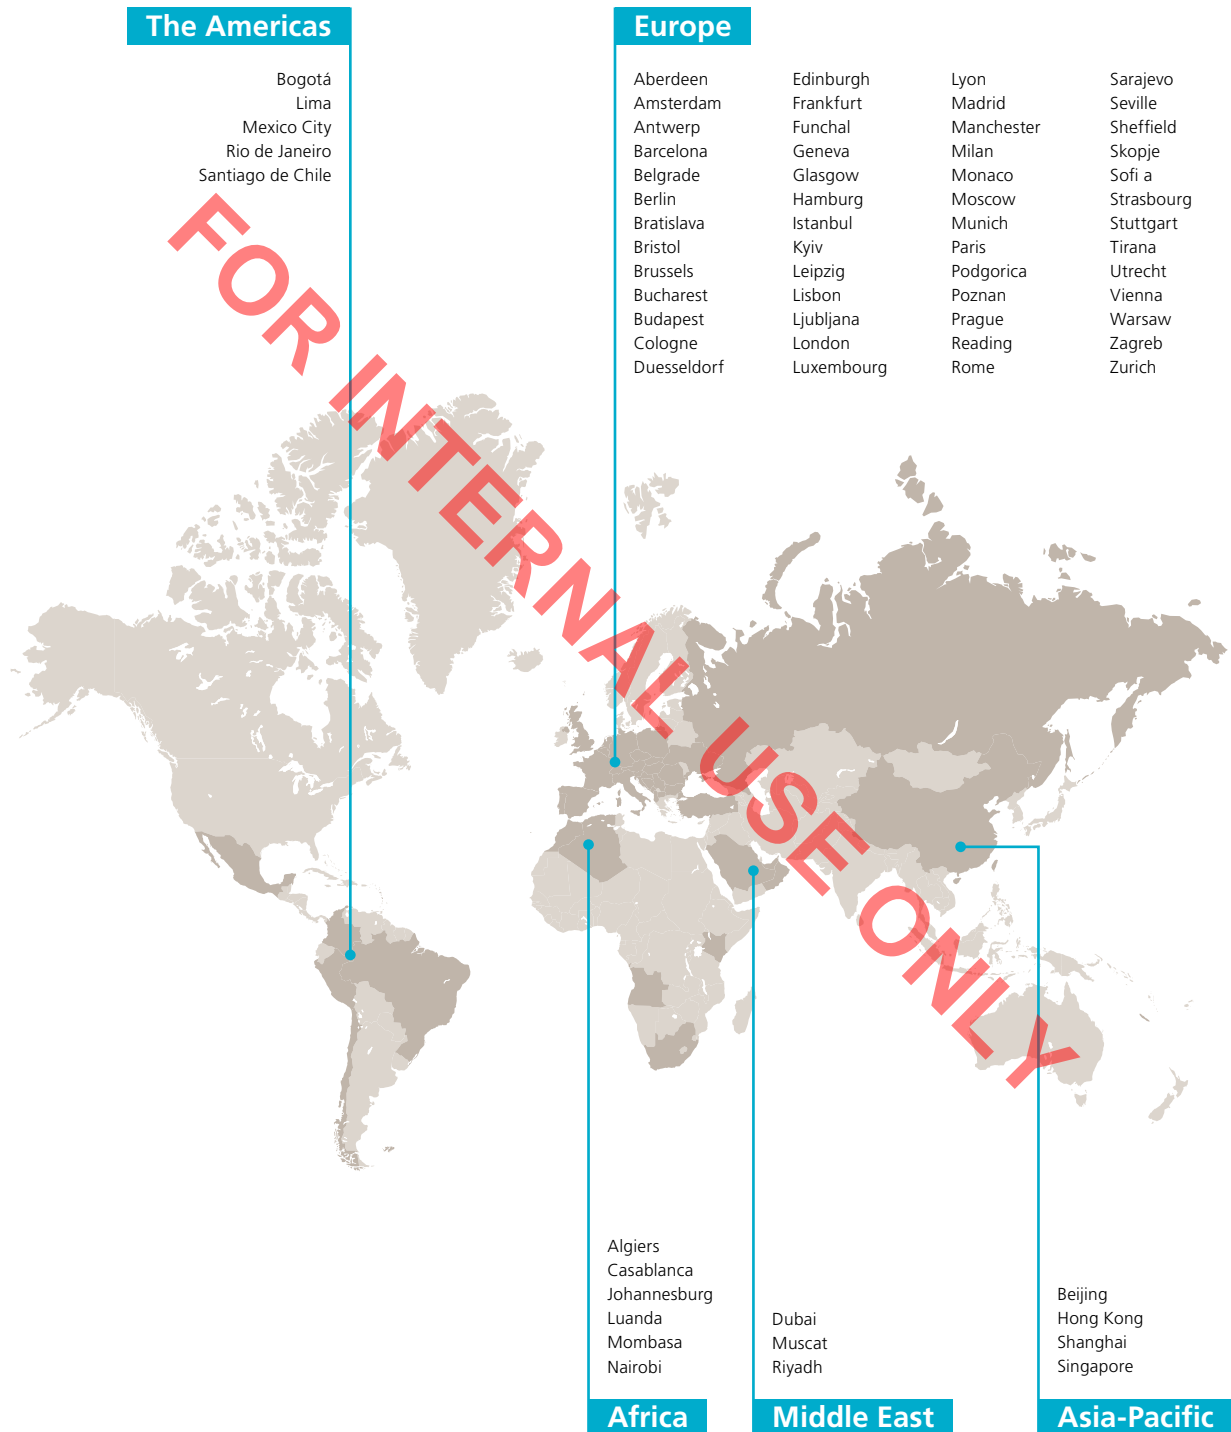 The Americas
Bogotá
Lima
Mexico City
Rio de Janeiro
Santiago de Chile
Europe
Aberdeen
Amsterdam
Antwerp
Barcelona
Belgrade
Berlin
Bratislava
Bristol
Brussels
Bucharest
Budapest
Cologne
Duesseldorf
Edinburgh
Frankfurt
Funchal
Geneva
Glasgow
Hamburg
Istanbul
Kyiv
Leipzig
Lisbon
Ljubljana
London
Luxembourg
Lyon
Madrid
Manchester
Milan
Monaco
Moscow
Munich
Paris
Podgorica
Poznan
Prague
Reading
Rome
Sarajevo
Seville
Sheffield
Skopje
Sofi a
Strasbourg
Stuttgart
Tirana
Utrecht
Vienna
Warsaw
Zagreb
Zurich
FOR INTERNAL USE ONLY
Algiers
Casablanca
Johannesburg
Luanda
Mombasa
Nairobi
Africa
Dubai
Muscat
Riyadh
Middle East
Beijing
Hong Kong
Shanghai
Singapore
Asia-Pacific